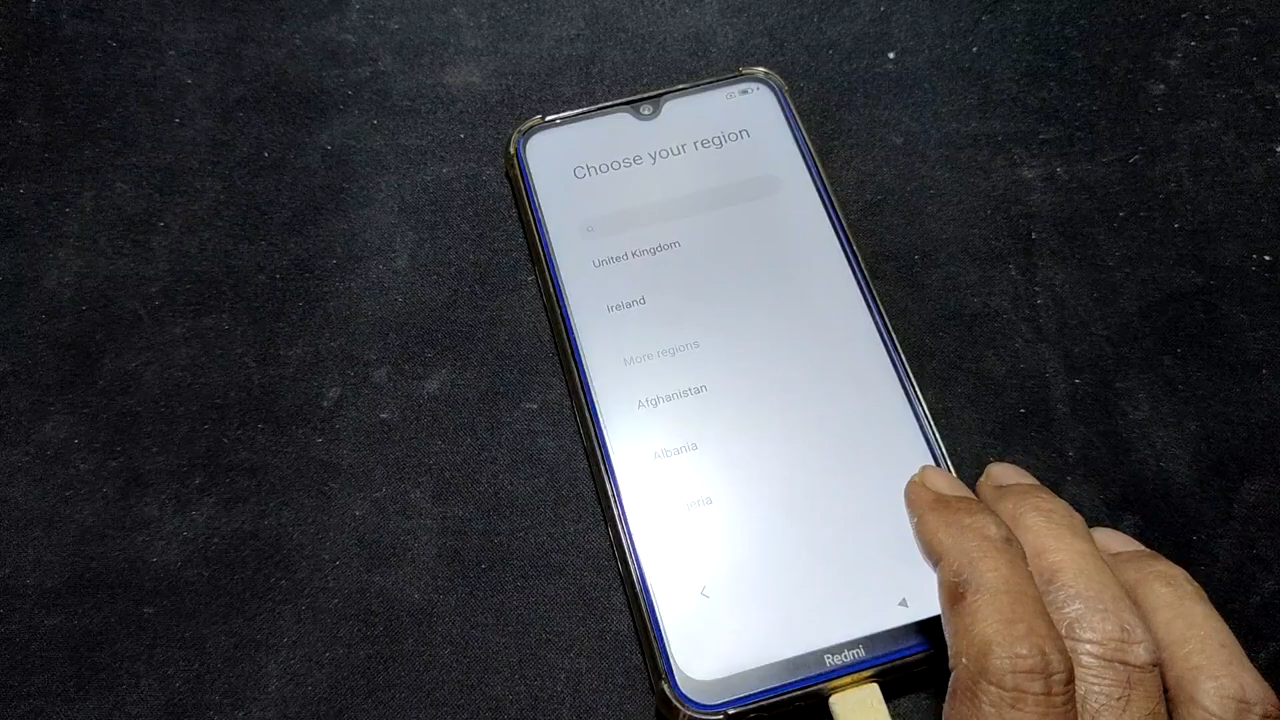 Choose your region
United Kingdom
Ireland
More regions
Afghanistan
Albania
Redmi